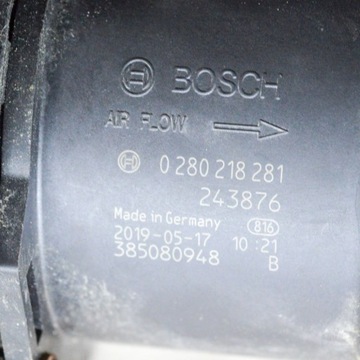 BOSCH
AIR FLOW
0 280 218 281
243876
Made in Germany 816
2019-05-17 10:21
385080948 B